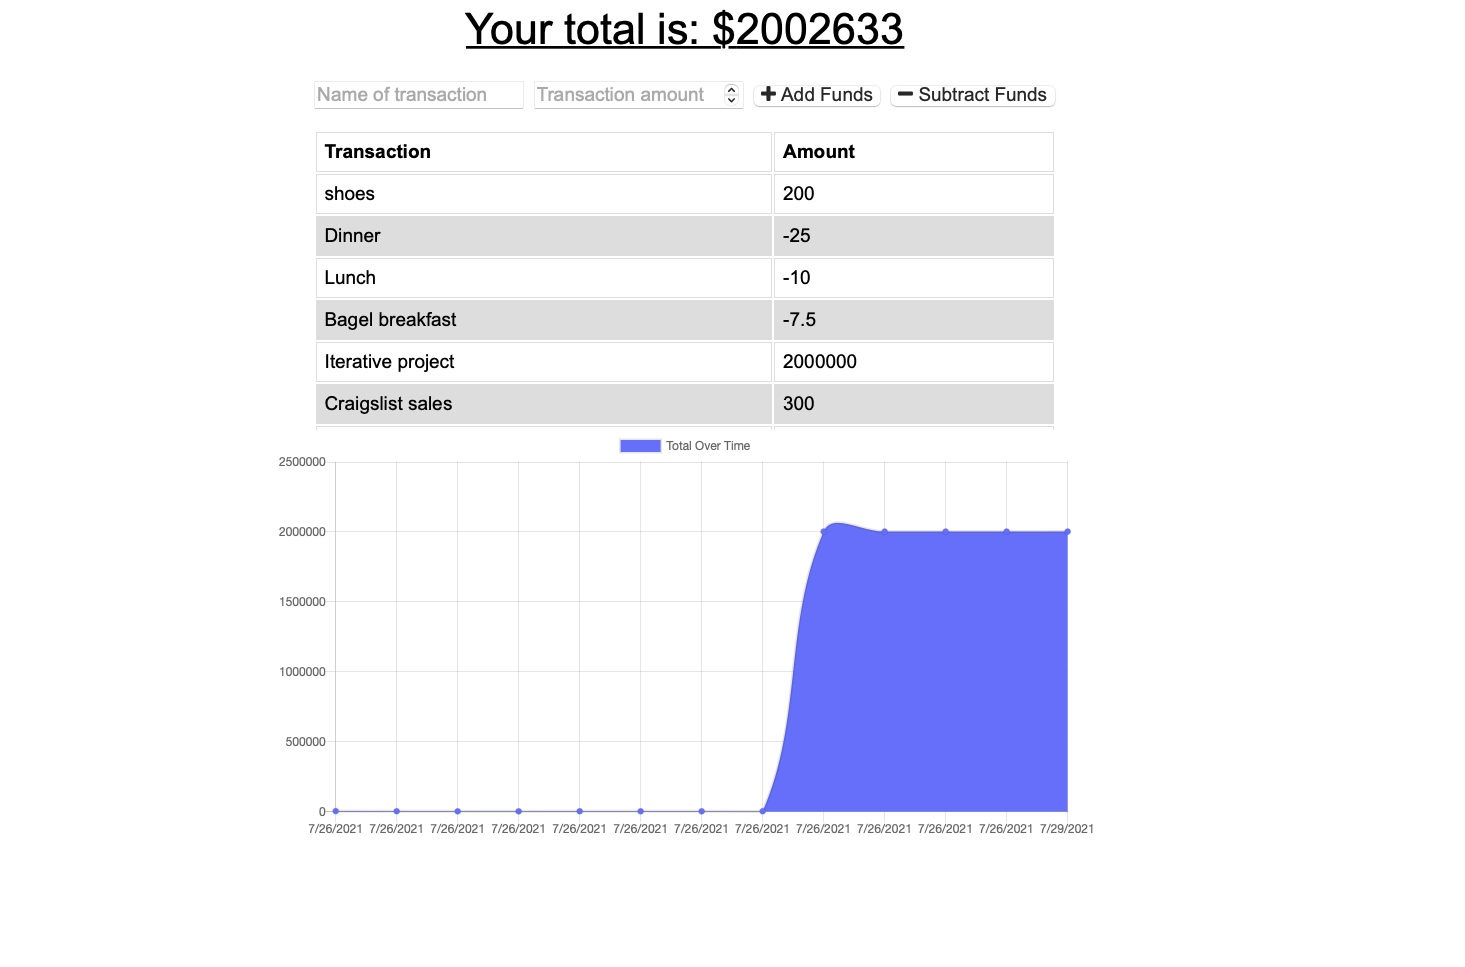 Your total is: $2002633
Name of transaction Transaction amount Add Funds Subtract Funds
Transaction Amount
shoes 200
Dinner -25
Lunch -10
Bagel breakfast -7.5
Iterative project 2000000
Craigslist sales 300
Total Over Time
2500000
2000000
1500000
1000000
500000
0
7/26/2021 7/26/2021 7/26/2021 7/26/2021 7/26/2021 7/26/2021 7/26/2021 7/26/2021 7/26/2021 7/26/2021 7/26/2021 7/26/2021 7/29/2021